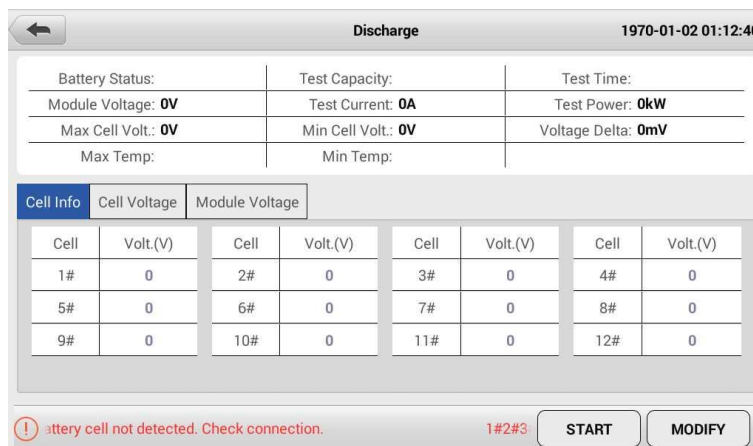 Discharge 1970-01-02 01:12:46
Battery Status: Test Capacity: Test Time:
Module Voltage: 0V Test Current: 0A Test Power: 0kW
Max Cell Volt.: 0V Min Cell Volt.: 0V Voltage Delta: 0mV
Max Temp: Min Temp:
Cell Info Cell Voltage Module Voltage
Cell Volt.(V) Cell Volt.(V) Cell Volt.(V) Cell Volt.(V)
1# 0 2# 0 3# 0 4# 0
5# 0 6# 0 7# 0 8# 0
9# 0 10# 0 11# 0 12# 0
attery cell not detected. Check connection. 1#2#3 START MODIFY